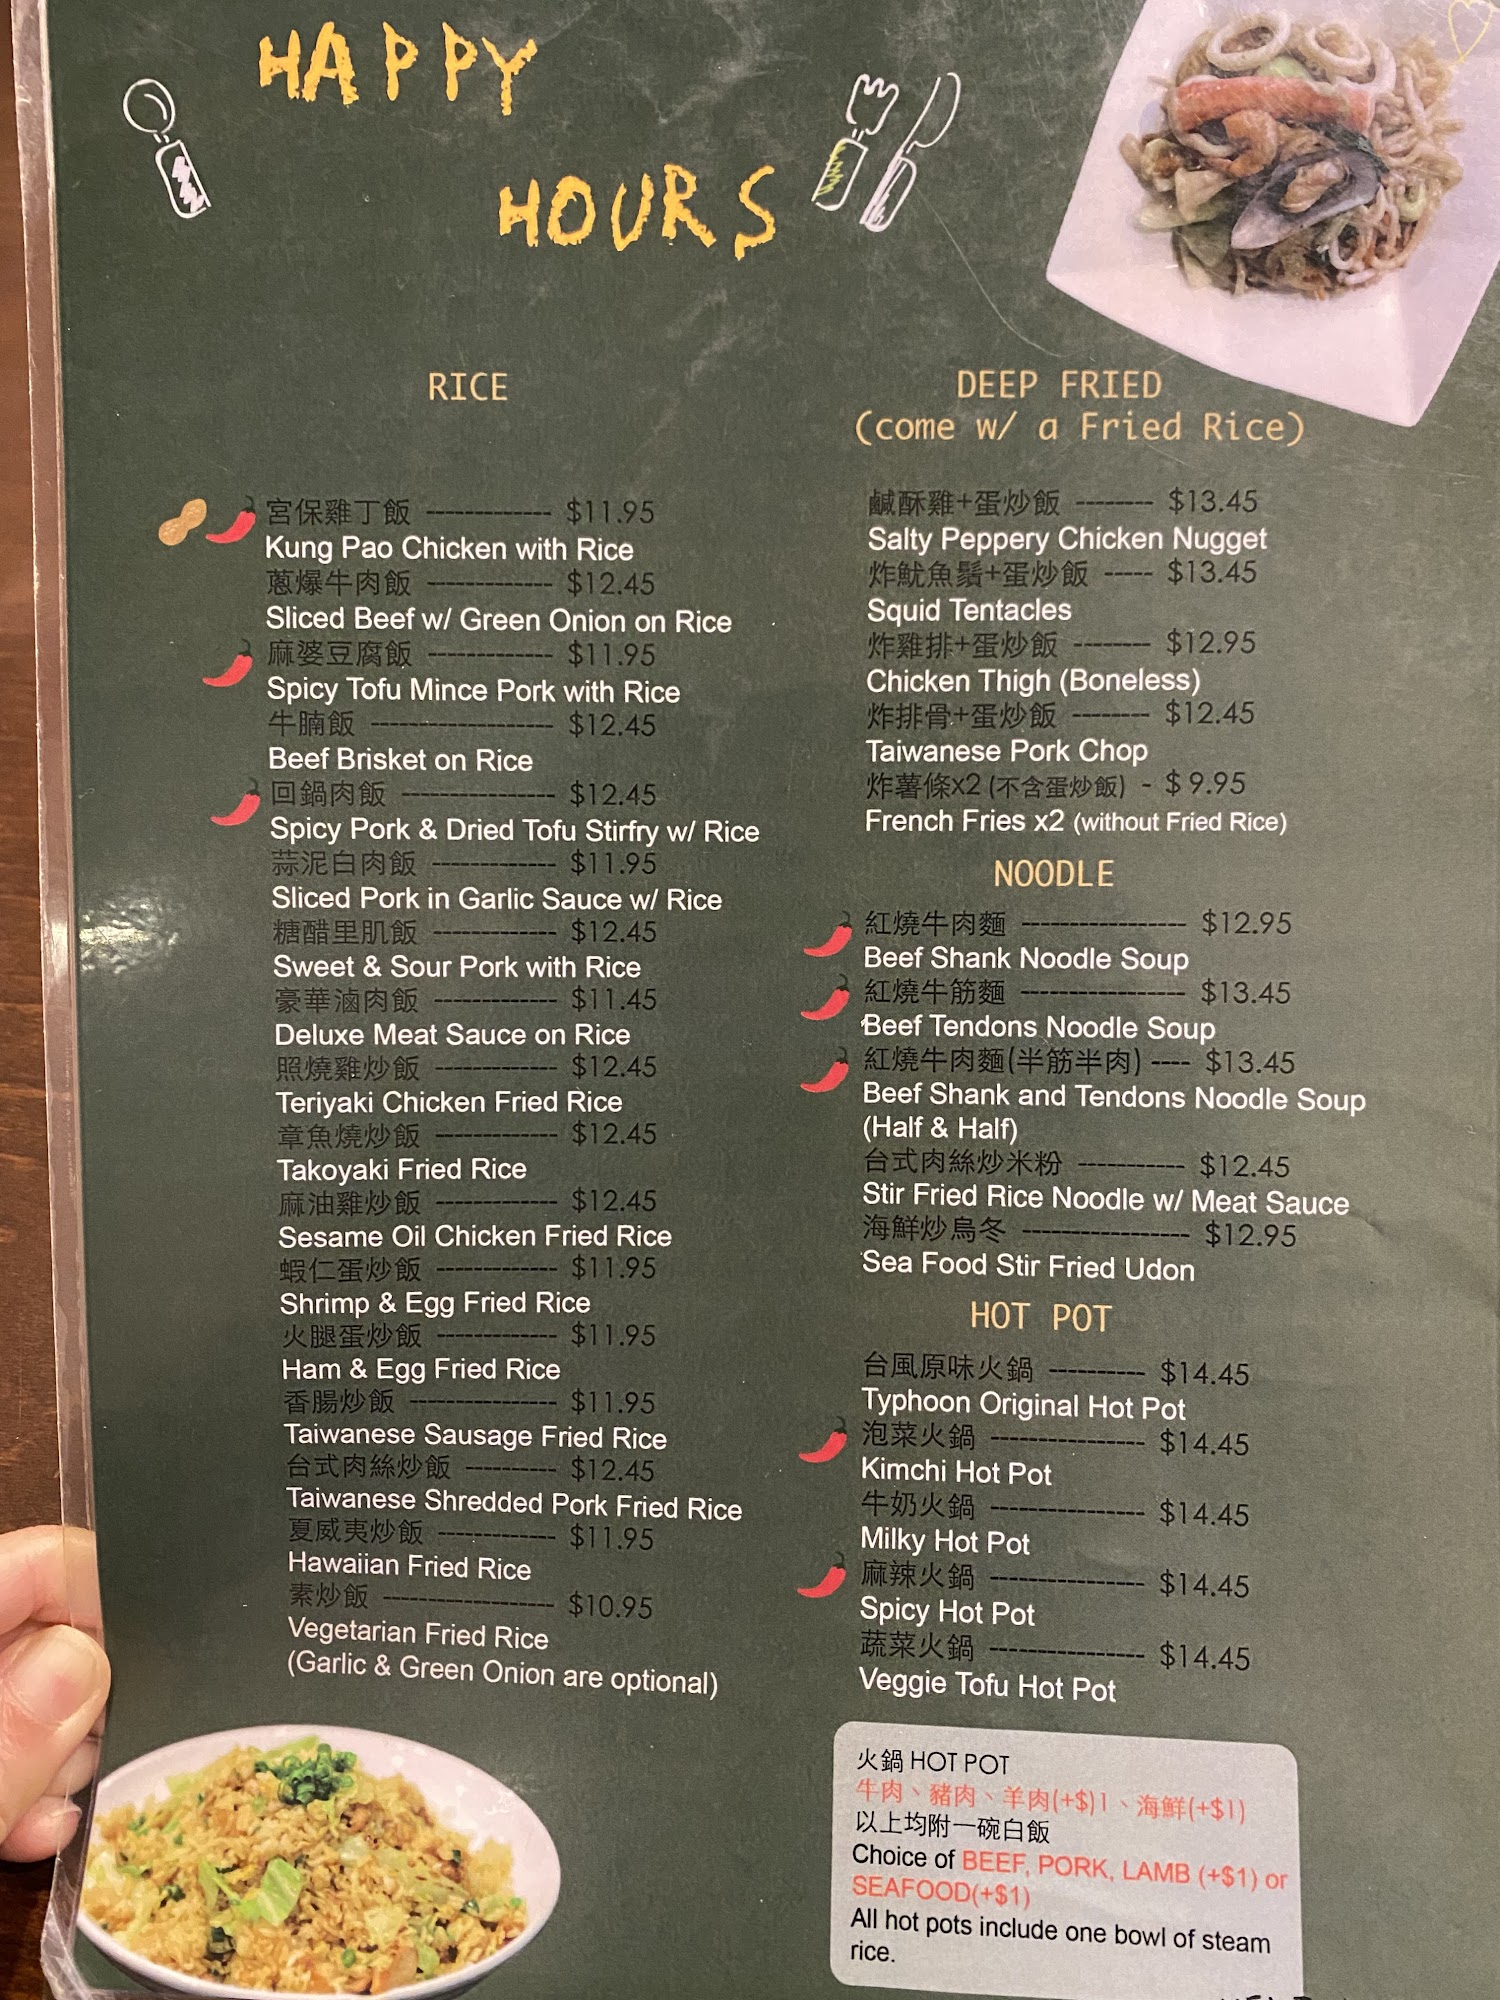 HAPPY
HOURS
RICE
宮保雞丁飯 ------------- $11.95
Kung Pao Chicken with Rice
蔥爆牛肉飯 ------------- $12.45
Sliced Beef w/ Green Onion on Rice
麻婆豆腐飯 ------------- $11.95
Spicy Tofu Mince Pork with Rice
牛腩飯 ------------------- $12.45
Beef Brisket on Rice
回鍋肉飯 ---------------- $12.45
Spicy Pork & Dried Tofu Stirfry w/ Rice
蒜泥白肉飯 ------------- $11.95
Sliced Pork in Garlic Sauce w/ Rice
糖醋里肌飯 ------------- $12.45
Sweet & Sour Pork with Rice
豪華滷肉飯 ------------- $11.45
Deluxe Meat Sauce on Rice
照燒雞炒飯 ------------- $12.45
Teriyaki Chicken Fried Rice
章魚燒炒飯 ------------- $12.45
Takoyaki Fried Rice
麻油雞炒飯 ------------- $12.45
Sesame Oil Chicken Fried Rice
蝦仁蛋炒飯 ------------- $11.95
Shrimp & Egg Fried Rice
火腿蛋炒飯 ------------- $11.95
Ham & Egg Fried Rice
香腸炒飯 ---------------- $11.95
Taiwanese Sausage Fried Rice
台式肉絲炒飯 ---------- $12.45
Taiwanese Shredded Pork Fried Rice
夏威夷炒飯 ------------- $11.95
Hawaiian Fried Rice
素炒飯 ------------------- $10.95
Vegetarian Fried Rice
(Garlic & Green Onion are optional)
DEEP FRIED
(come w/ a Fried Rice)
鹹酥雞+蛋炒飯 -------- $13.45
Salty Peppery Chicken Nugget
炸魷魚鬚+蛋炒飯 ----- $13.45
Squid Tentacles
炸雞排+蛋炒飯 -------- $12.95
Chicken Thigh (Boneless)
炸排骨+蛋炒飯 -------- $12.45
Taiwanese Pork Chop
炸薯條x2 (不含蛋炒飯) - $ 9.95
French Fries x2 (without Fried Rice)
NOODLE
紅燒牛肉麵 ----------------- $12.95
Beef Shank Noodle Soup
紅燒牛筋麵 ----------------- $13.45
Beef Tendons Noodle Soup
紅燒牛肉麵(半筋半肉) ---- $13.45
Beef Shank and Tendons Noodle Soup
(Half & Half)
台式肉絲炒米粉 ----------- $12.45
Stir Fried Rice Noodle w/ Meat Sauce
海鮮炒烏冬 ----------------- $12.95
Sea Food Stir Fried Udon
HOT POT
台風原味火鍋 ---------- $14.45
Typhoon Original Hot Pot
泡菜火鍋 ---------------- $14.45
Kimchi Hot Pot
牛奶火鍋 ---------------- $14.45
Milky Hot Pot
麻辣火鍋 ---------------- $14.45
Spicy Hot Pot
蔬菜火鍋 ---------------- $14.45
Veggie Tofu Hot Pot
火鍋 HOT POT
牛肉、豬肉、羊肉(+$)1、海鮮(+$1)
以上均附一碗白飯
Choice of BEEF, PORK, LAMB (+$1) or
SEAFOOD(+$1)
All hot pots include one bowl of steam
rice.